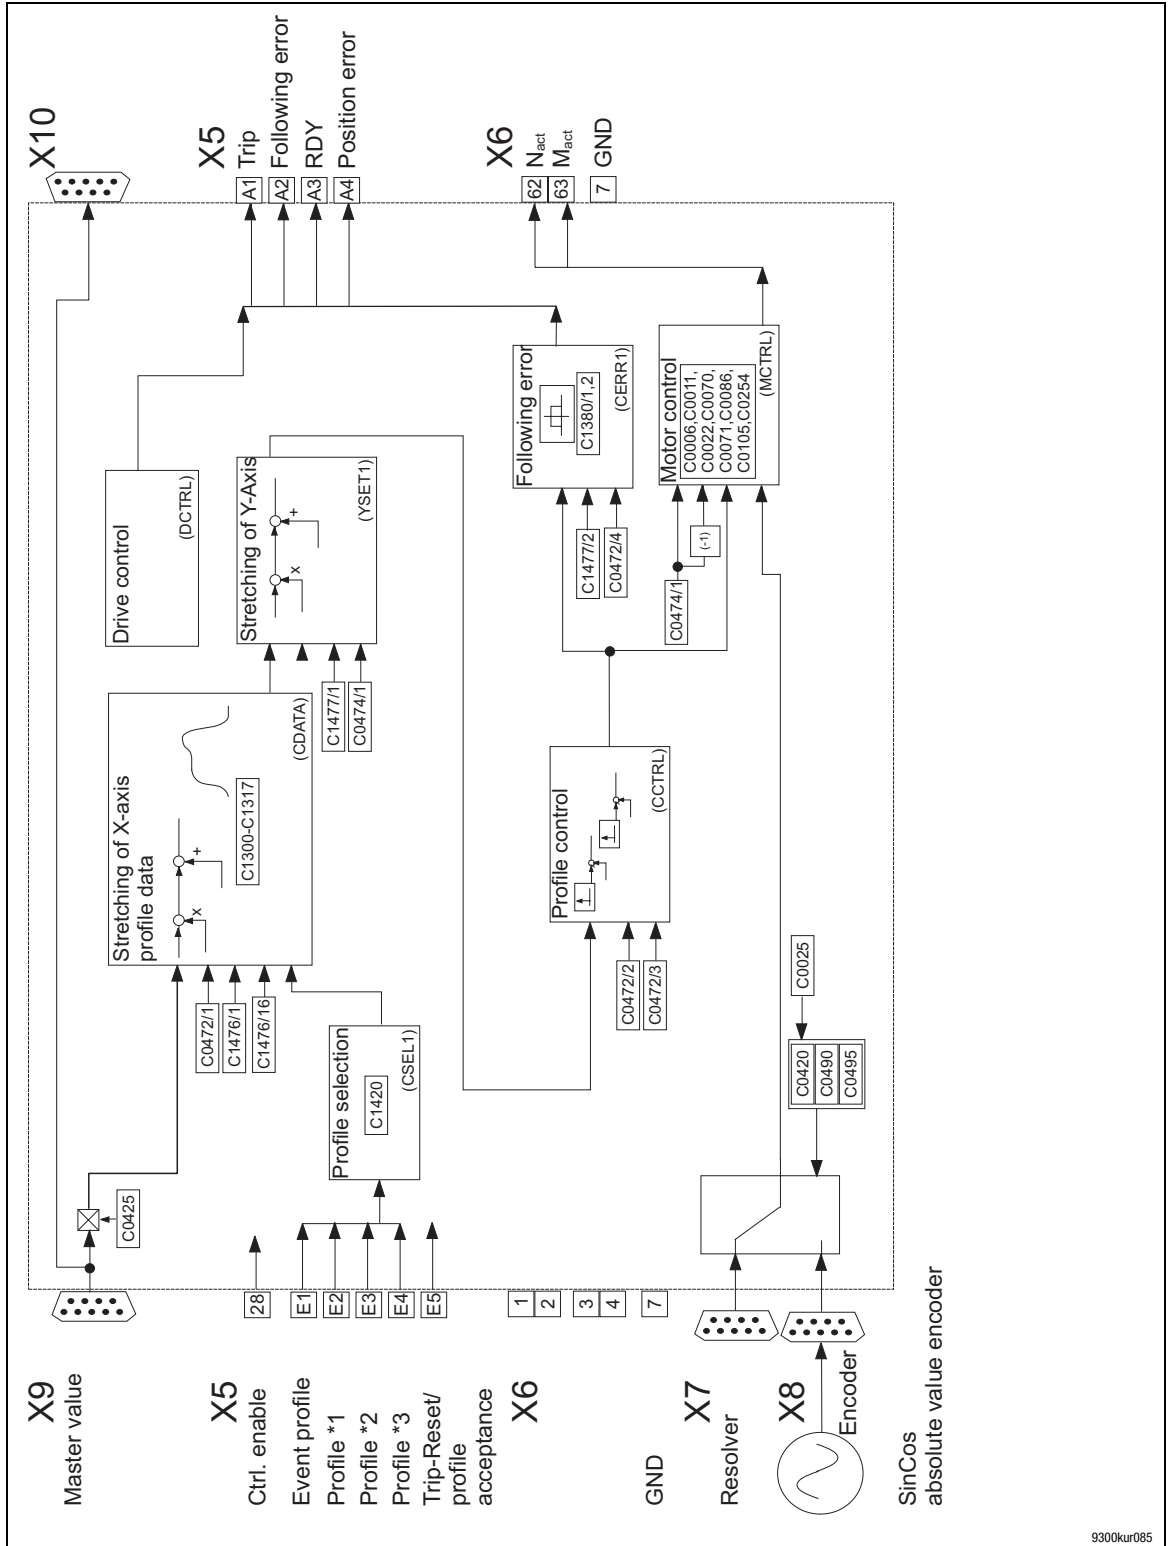 X9
Master value
X5
Ctrl. enable
Event profile
Profile *1
Profile *2
Profile *3
Trip-Reset/
profile
acceptance
X6
GND
X7
Resolver
X8
Encoder
SinCos
absolute value encoder
28
E1
E2
E3
E4
E5
1
2
3
4
7
C0425
Profile selection
C1420
(CSEL1)
C0472/1
C1476/1
C1476/16
Stretching of X-axis
profile data
x
+
C1300-C1317
(CDATA)
Drive control
(DCTRL)
C1477/1
C0474/1
Stretching of Y-Axis
x
+
(YSET1)
C0472/2
C0472/3
Profile control
(CCTRL)
C0025
C0420
C0490
C0495
C1477/2
C0472/4
Following error
C1380/1,2
(CERR1)
C0474/1
(-1)
Motor control
C0006,C0011,
C0022,C0070,
C0071,C0086,
C0105,C0254
(MCTRL)
X10
X5
A1 Trip
A2 Following error
A3 RDY
A4 Position error
X6
62 Nact
63 Mact
7 GND
9300kur085